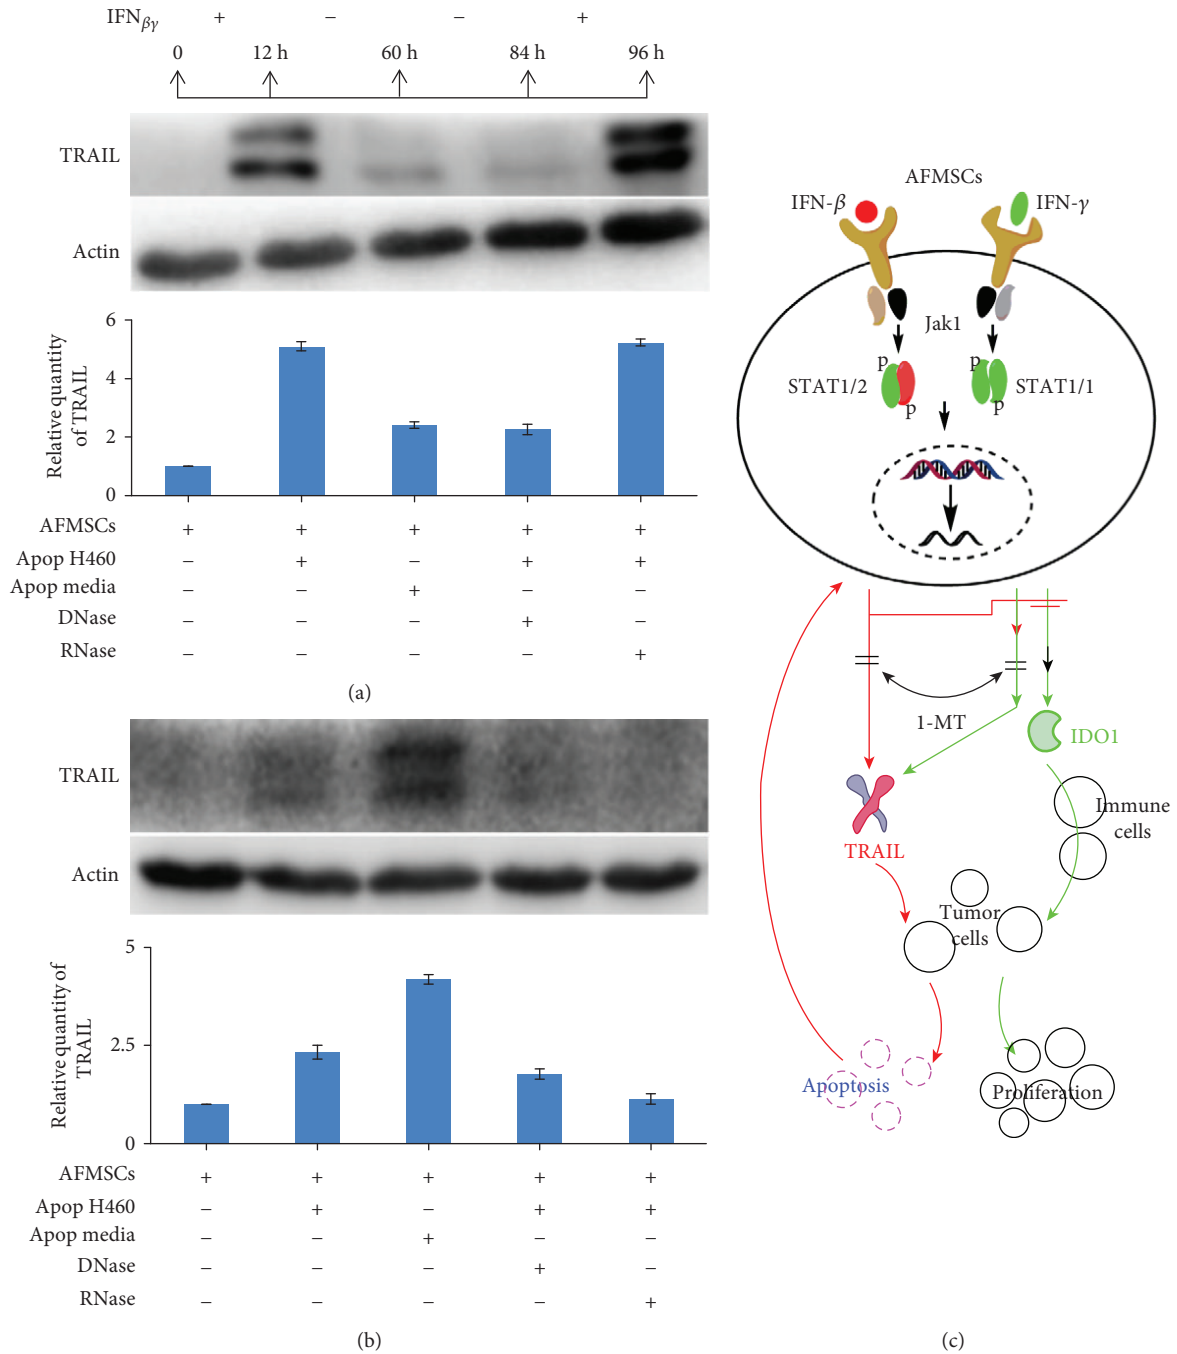 IFNβγ + − − +
0 12 h 60 h 84 h 96 h
TRAIL
Actin
Relative quantity
of TRAIL
6
4
2
0
AFMSCs + + + + +
Apop H460 − + − + +
Apop media − − + − −
DNase − − − + −
RNase − − − − +
(a)
TRAIL
Actin
Relative quantity of
TRAIL
5
2.5
0
AFMSCs + + + + +
Apop H460 − + − + +
Apop media − − + − −
DNase − − − + −
RNase − − − − +
(b)
AFMSCs
IFN-β IFN-γ
Jak1
p p
STAT1/2 STAT1/1
p p
1-MT
IDO1
Immune
cells
TRAIL
Tumor
cells
Apoptosis
Proliferation
(c)